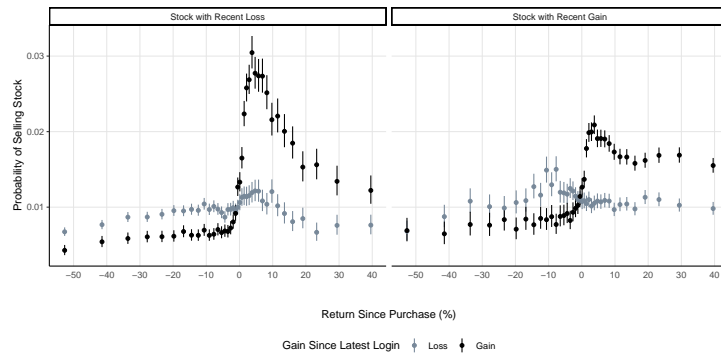 Stock with Recent Loss
Stock with Recent Gain
Probability of Selling Stock
0.03
0.02
0.01
−50 −40 −30 −20 −10 0 10 20 30 40
−50 −40 −30 −20 −10 0 10 20 30 40
Return Since Purchase (%)
Gain Since Latest Login Loss Gain